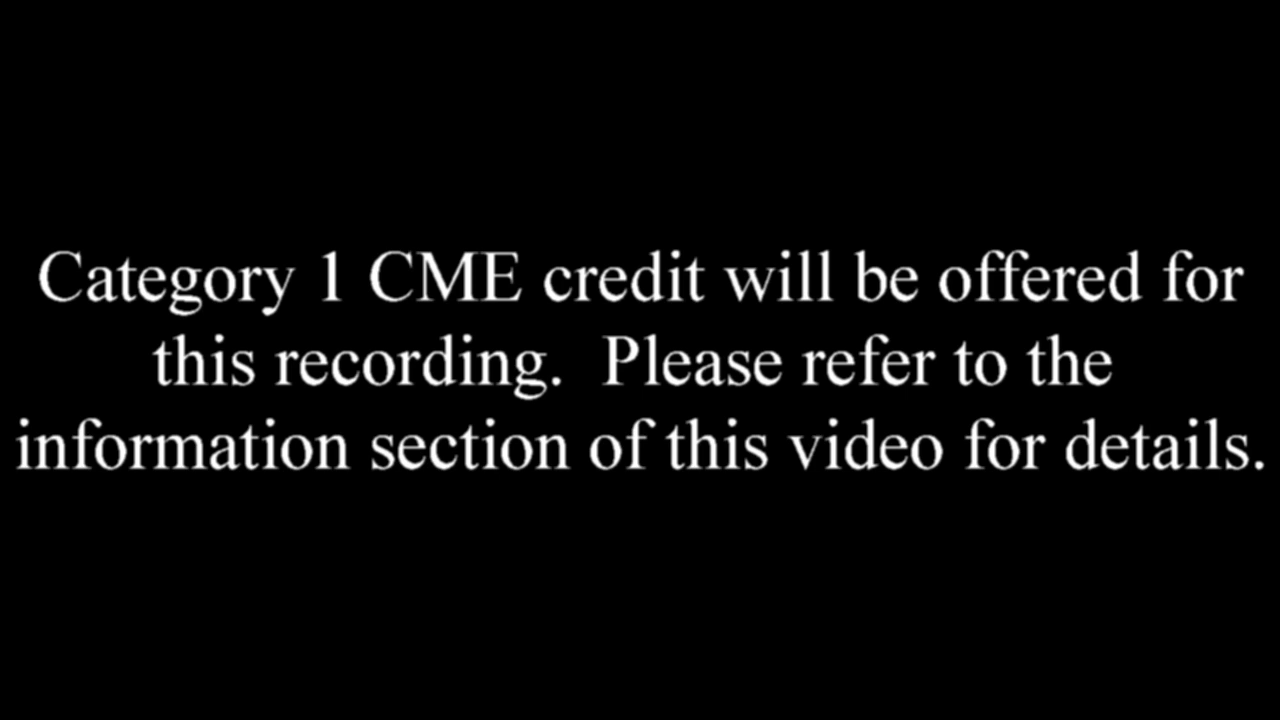 Category 1 CME credit will be offered for
this recording.  Please refer to the
information section of this video for details.